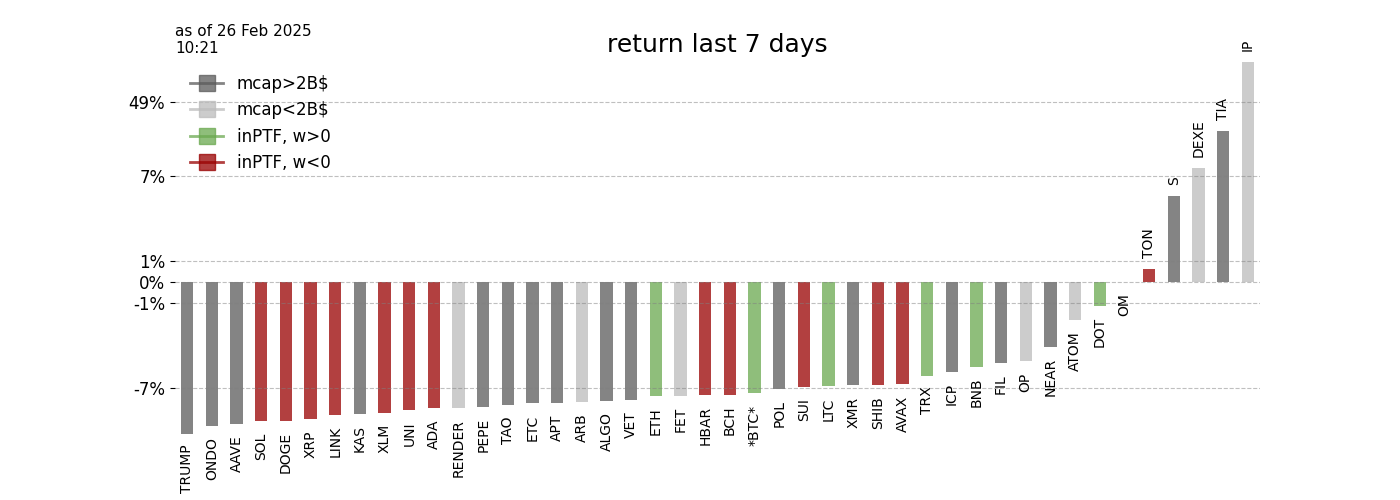 as of 26 Feb 2025
10:21
return last 7 days
mcap>2B$
mcap<2B$
inPTF, w>0
inPTF, w<0
49%
7%
1%
0%
-1%
-7%
TRUMP
ONDO
AAVE
SOL
DOGE
XRP
LINK
KAS
XLM
UNI
ADA
RENDER
PEPE
TAO
ETC
APT
ARB
ALGO
VET
ETH
FET
HBAR
BCH
*BTC*
POL
SUI
LTC
XMR
SHIB
AVAX
TRX
ICP
BNB
FIL
OP
NEAR
ATOM
DOT
OM
TON
S
DEXE
TIA
IP